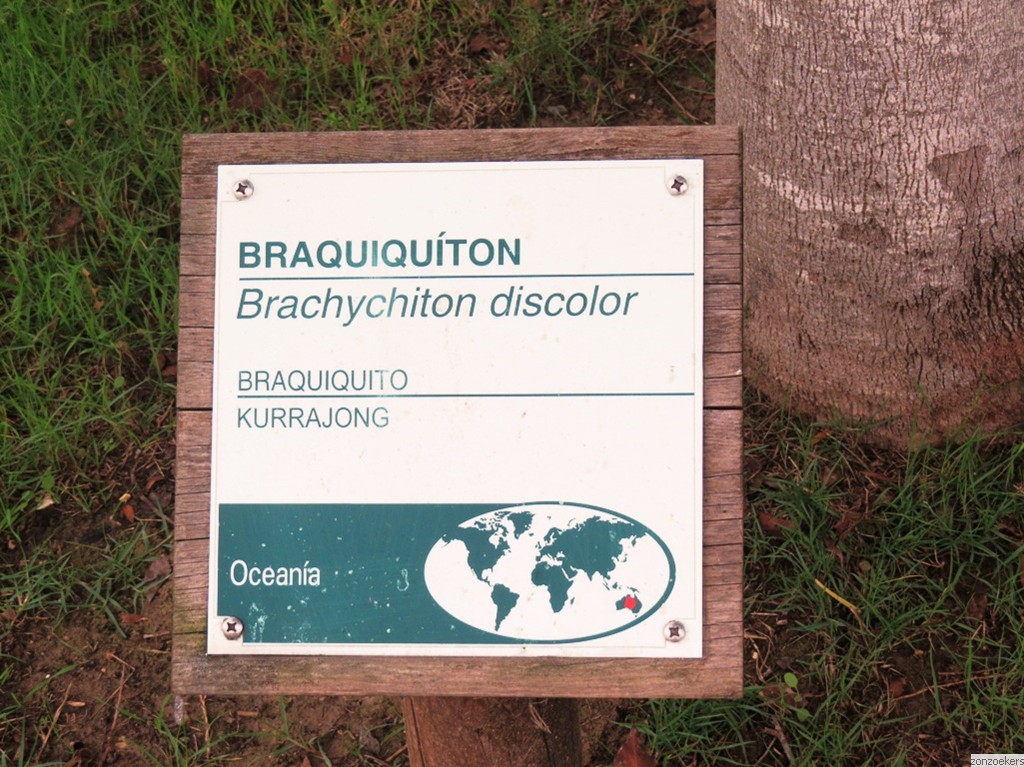 BRAQUIQUÍTON
Brachychiton discolor
BRAQUIQUITO
KURRAJONG
Oceanía
zonzoekers